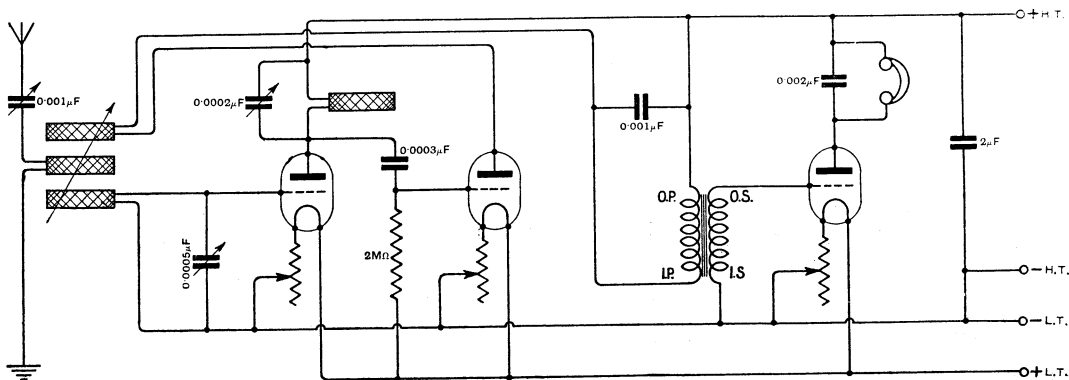 + H.T.
0·001μF
0·0002μF
0·002μF
0·001μF
2μF
0·0003μF
O.P.
O.S.
0·0005μF
2MΩ
I.P.
I.S
− H.T.
− L.T.
+ L.T.